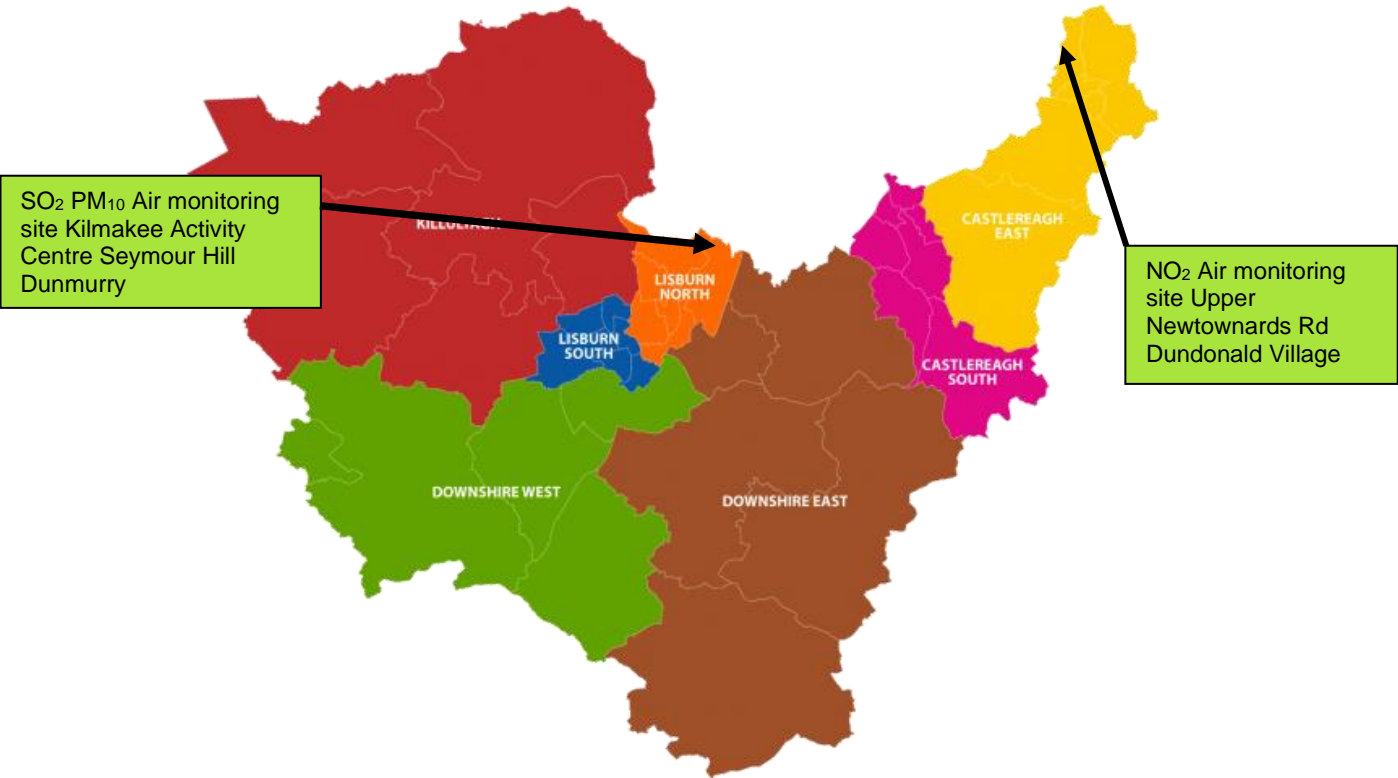 SO₂ PM₁₀ Air monitoring
site Kilmakee Activity
Centre Seymour Hill
Dunmurry
KILLULTAGH
LISBURN
NORTH
LISBURN
SOUTH
CASTLEREAGH
EAST
CASTLEREAGH
SOUTH
NO₂ Air monitoring
site Upper
Newtownards Rd
Dundonald Village
DOWNSHIRE WEST
DOWNSHIRE EAST